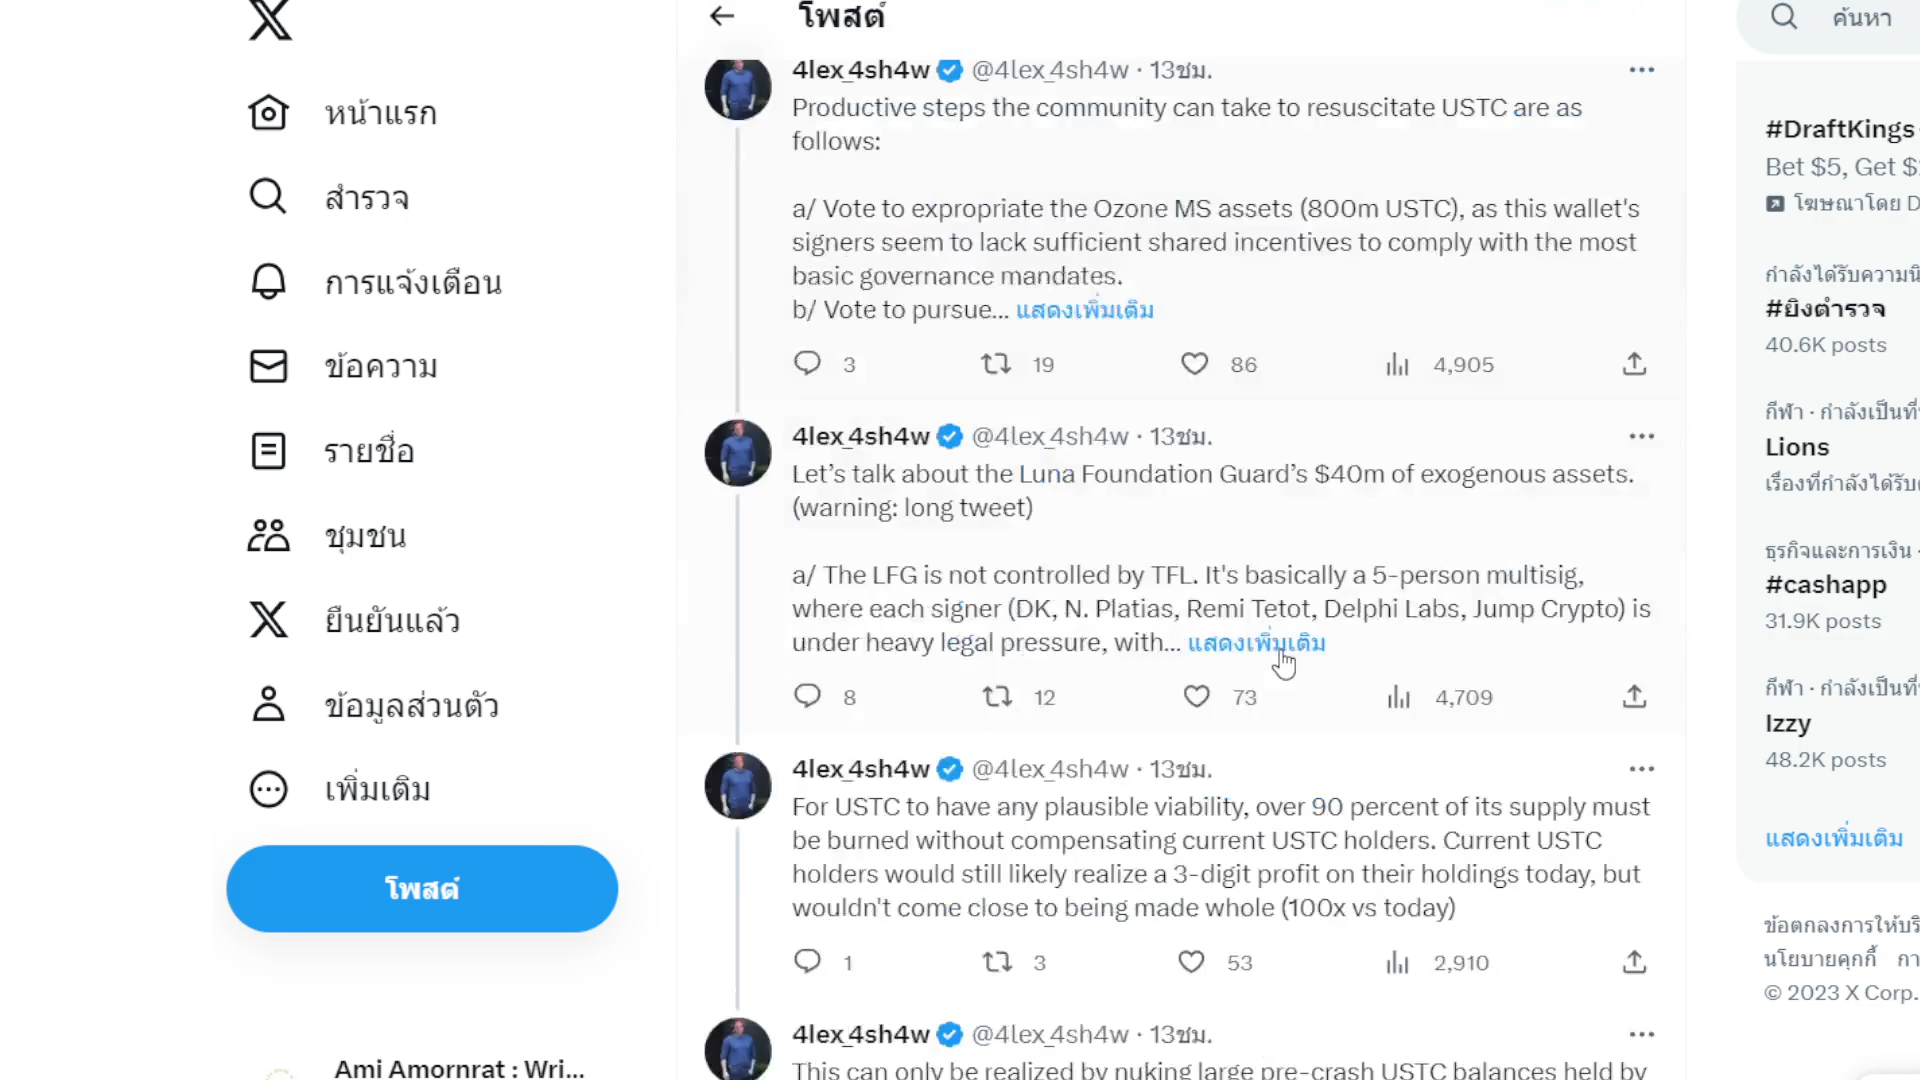 โพสต์
ค้นหา
หน้าแรก
สำรวจ
การแจ้งเตือน
ข้อความ
รายชื่อ
ชุมชน
ยืนยันแล้ว
ข้อมูลส่วนตัว
เพิ่มเติม
โพสต์
Ami Amornrat : Wri...
4lex_4sh4w @4lex_4sh4w · 13ชม.
Productive steps the community can take to resuscitate USTC are as
follows:
a/ Vote to expropriate the Ozone MS assets (800m USTC), as this wallet's
signers seem to lack sufficient shared incentives to comply with the most
basic governance mandates.
b/ Vote to pursue... แสดงเพิ่มเติม
3 19 86 4,905
4lex_4sh4w @4lex_4sh4w · 13ชม.
Let’s talk about the Luna Foundation Guard’s $40m of exogenous assets.
(warning: long tweet)
a/ The LFG is not controlled by TFL. It's basically a 5-person multisig,
where each signer (DK, N. Platias, Remi Tetot, Delphi Labs, Jump Crypto) is
under heavy legal pressure, with... แสดงเพิ่มเติม
8 12 73 4,709
4lex_4sh4w @4lex_4sh4w · 13ชม.
For USTC to have any plausible viability, over 90 percent of its supply must
be burned without compensating current USTC holders. Current USTC
holders would still likely realize a 3-digit profit on their holdings today, but
wouldn't come close to being made whole (100x vs today)
1 3 53 2,910
4lex_4sh4w @4lex_4sh4w · 13ชม.
This can only be realized by nuking large pre-crash USTC balances held by
#DraftKings
Bet $5, Get $
โฆษณาโดย D
กำลังได้รับความนิ
#ยิงตำรวจ
40.6K posts
กีฬา · กำลังเป็นที่
Lions
เรื่องที่กำลังได้รับ
ธุรกิจและการเงิน ·
#cashapp
31.9K posts
กีฬา · กำลังเป็นที่
Izzy
48.2K posts
แสดงเพิ่มเติม
ข้อตกลงการให้บริ
นโยบายคุกกี้ กา
© 2023 X Corp.